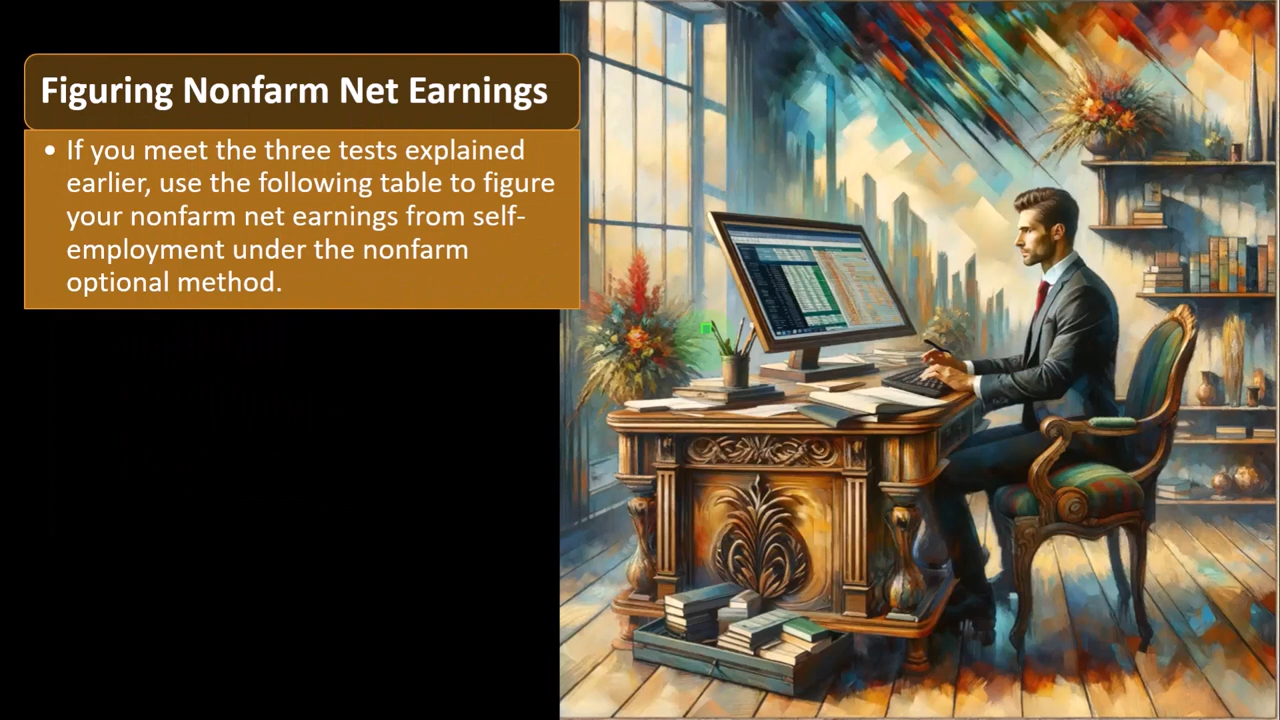 Figuring Nonfarm Net Earnings
• If you meet the three tests explained
earlier, use the following table to figure
your nonfarm net earnings from self-
employment under the nonfarm
optional method.